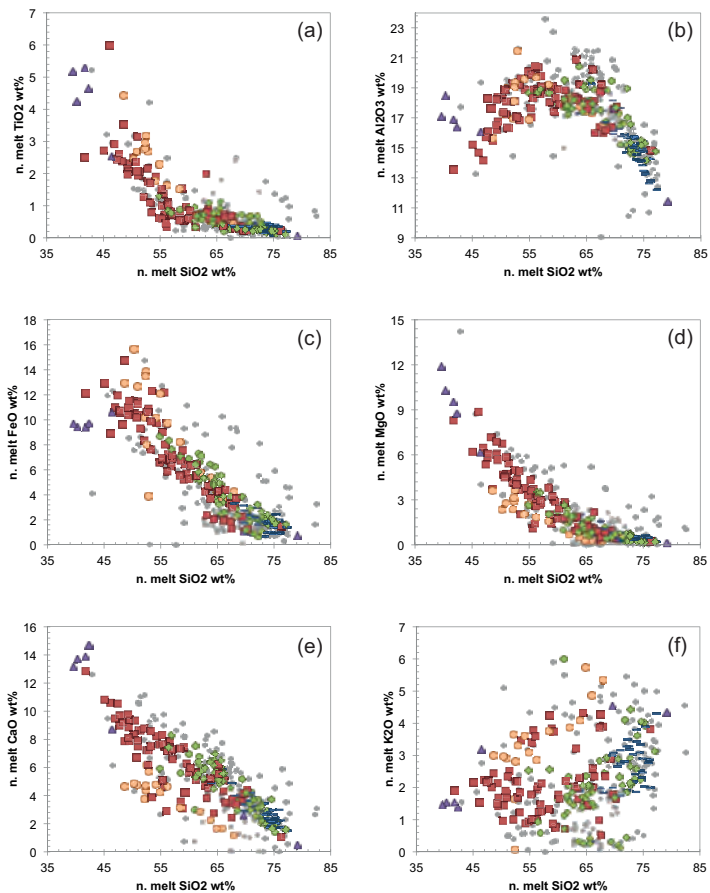 (a)
7
6
5
4
3
2
1
0
n. melt TiO2 wt%
35 45 55 65 75 85
n. melt SiO2 wt%
(b)
25
23
21
19
17
15
13
11
9
n. melt Al2O3 wt%
35 45 55 65 75 85
n. melt SiO2 wt%
(c)
18
16
14
12
10
8
6
4
2
0
n. melt FeO wt%
35 45 55 65 75 85
n. melt SiO2 wt%
(d)
15
12
9
6
3
0
n. melt MgO wt%
35 45 55 65 75 85
n. melt SiO2 wt%
(e)
16
14
12
10
8
6
4
2
0
n. melt CaO wt%
35 45 55 65 75 85
n. melt SiO2 wt%
(f)
7
6
5
4
3
2
1
0
n. melt K2O wt%
35 45 55 65 75 85
n. melt SiO2 wt%